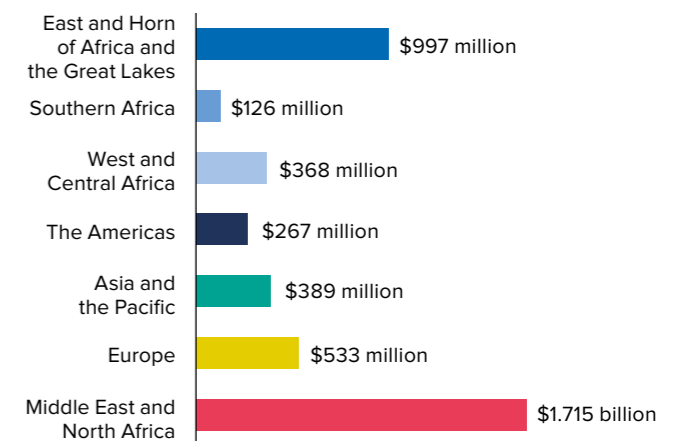 East and Horn
of Africa and
the Great Lakes
$997 million
Southern Africa
$126 million
West and
Central Africa
$368 million
The Americas
$267 million
Asia and
the Pacific
$389 million
Europe
$533 million
Middle East and
North Africa
$1.715 billion